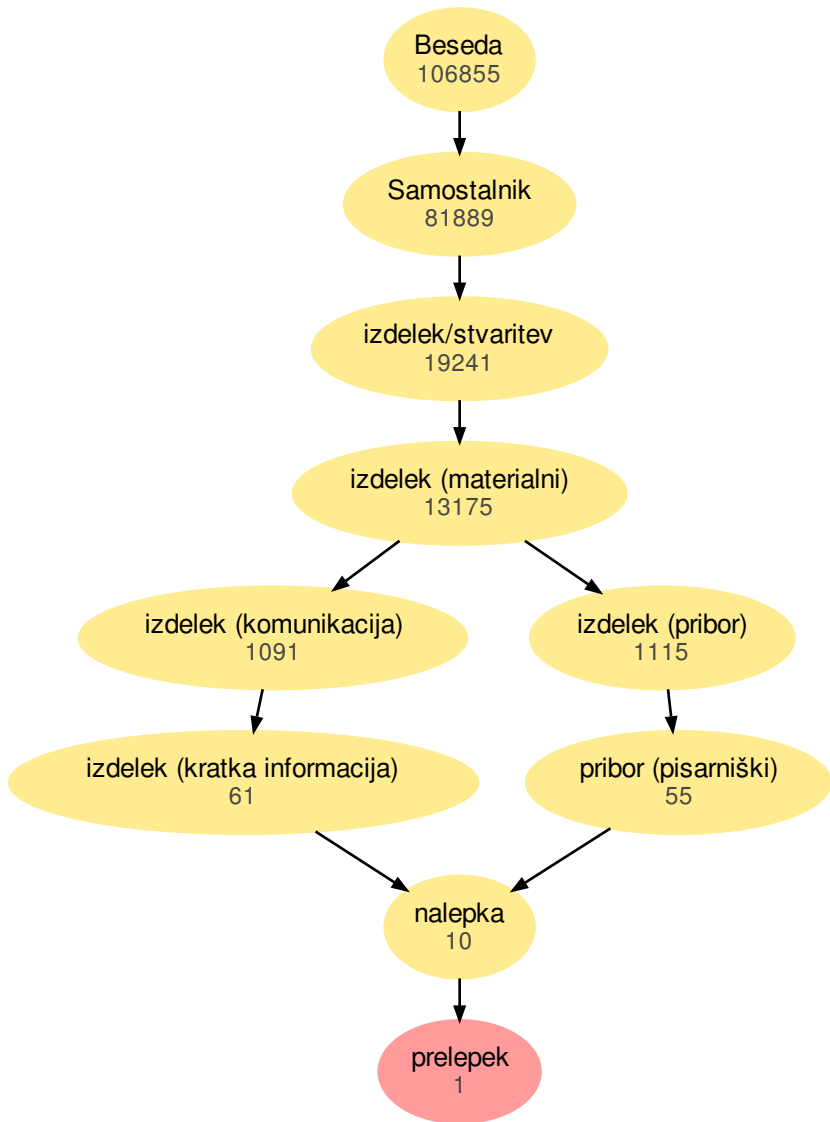 Beseda
106855
Samostalnik
81889
izdelek/stvaritev
19241
izdelek (materialni)
13175
izdelek (komunikacija)
1091
izdelek (pribor)
1115
izdelek (kratka informacija)
61
pribor (pisarniški)
55
nalepka
10
prelepek
1